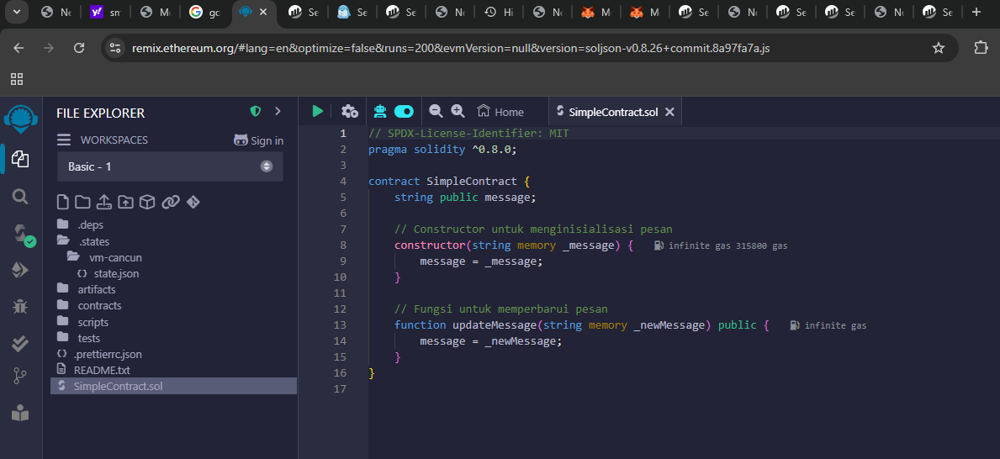 Ne
sn
Mo
go
Se
Se
Se
Ne
Hi
Ne
M
M
Se
Ne
Se
Se
Ne
Se
remix.ethereum.org/#lang=en&optimize=false&runs=200&evmVersion=null&version=soljson-v0.8.26+commit.8a97fa7a.js
FILE EXPLORER
WORKSPACES
Sign in
Basic - 1
.deps
.states
vm-cancun
state.json
artifacts
contracts
scripts
tests
.prettierrc.json
README.txt
SimpleContract.sol
Home
SimpleContract.sol
1 // SPDX-License-Identifier: MIT
2 pragma solidity ^0.8.0;
3
4 contract SimpleContract {
5 string public message;
6
7 // Constructor untuk menginisialisasi pesan
8 constructor(string memory _message) { infinite gas 315800 gas
9 message = _message;
10 }
11
12 // Fungsi untuk memperbarui pesan
13 function updateMessage(string memory _newMessage) public { infinite gas
14 message = _newMessage;
15 }
16 }
17